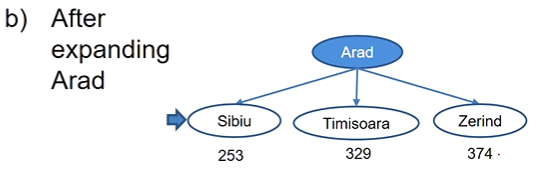 b) After
expanding
Arad
Arad
Sibiu
Timisoara
Zerind
253
329
374 .